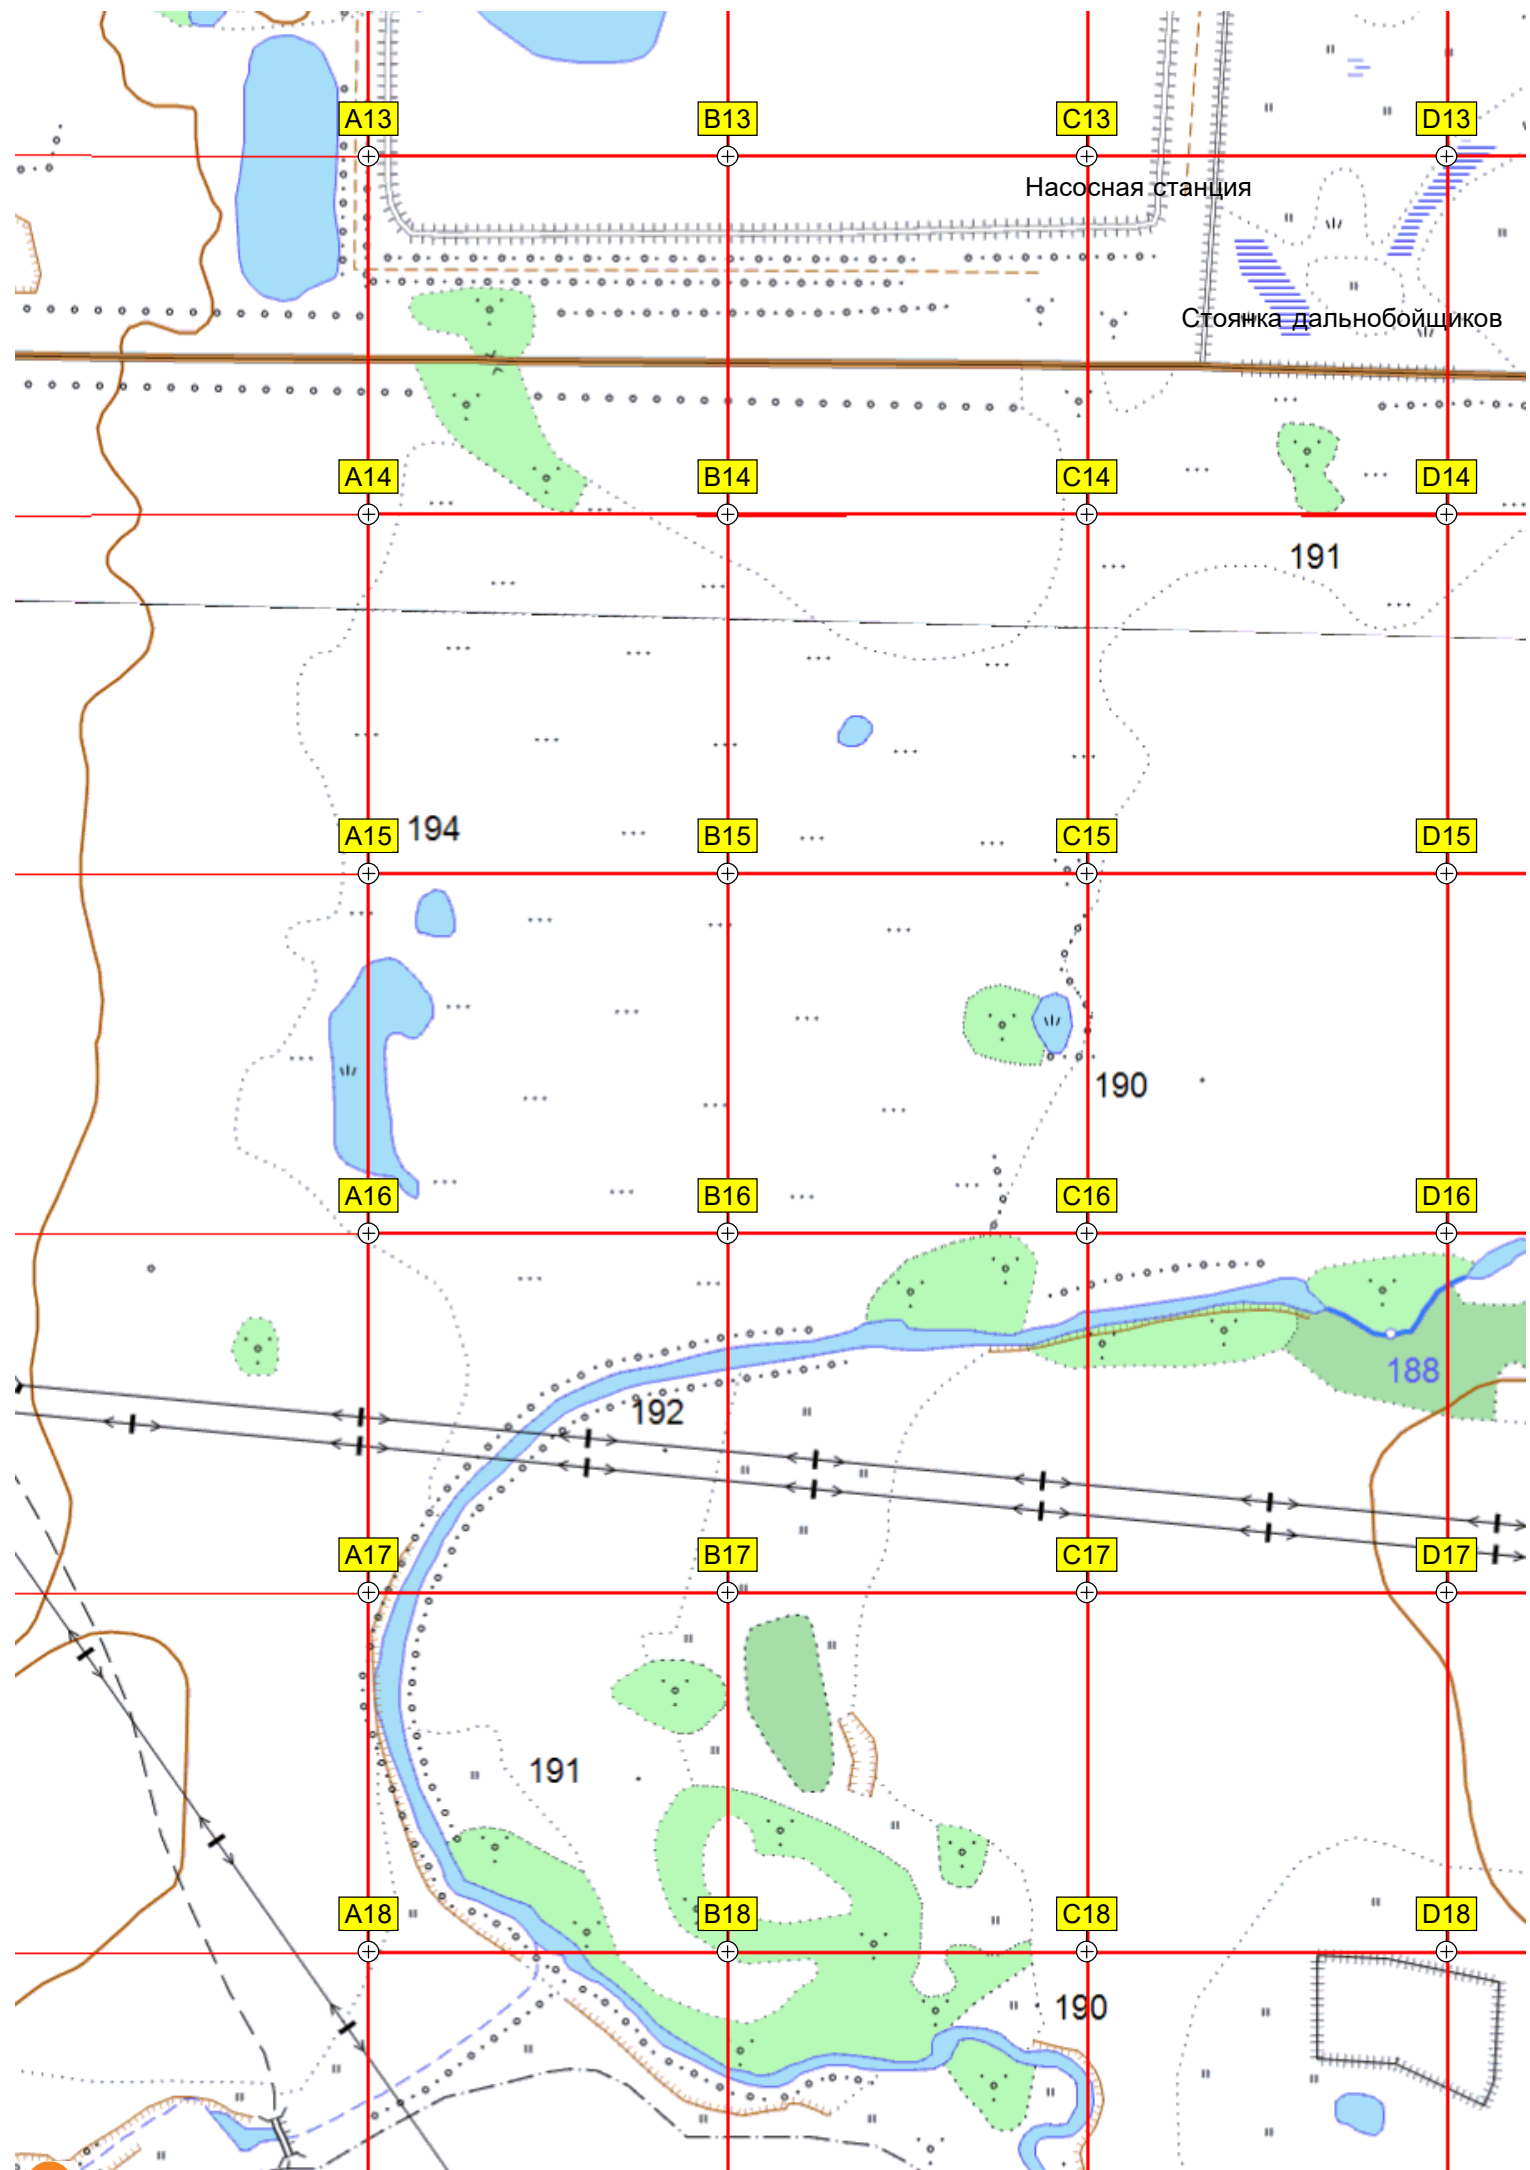 A13 B13 C13 D13
Насосная станция
Стоянка дальнобойщиков
A14 B14 C14 D14
191
194
A15 B15 C15 D15
190
A16 B16 C16 D16
188
192
A17 B17 C17 D17
191
A18 B18 C18 D18
190